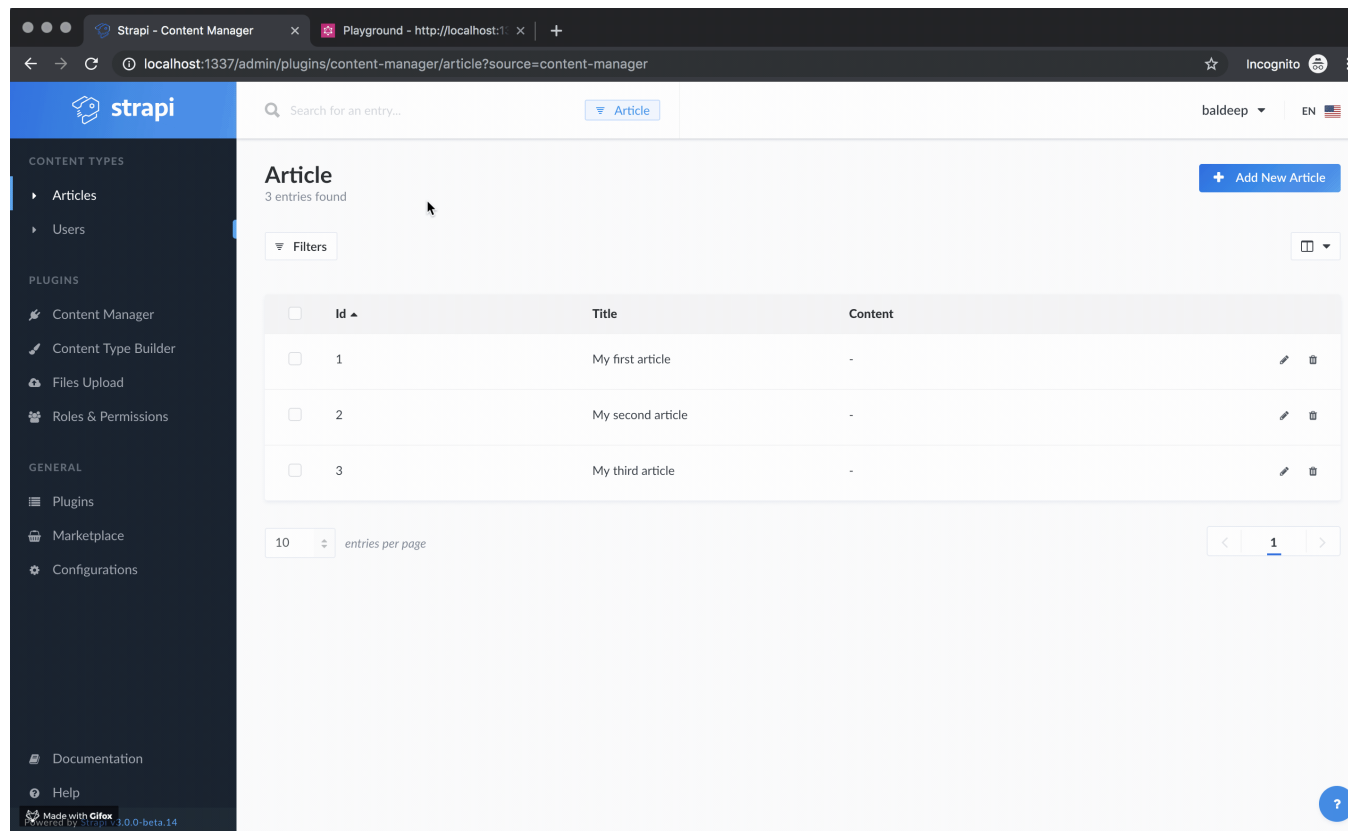 Strapi - Content Manager
Playground - http://localhost:1
localhost:1337/admin/plugins/content-manager/article?source=content-manager
Incognito
strapi
Search for an entry...
Article
baldeep
EN
CONTENT TYPES
Articles
Users
PLUGINS
Content Manager
Content Type Builder
Files Upload
Roles & Permissions
GENERAL
Plugins
Marketplace
Configurations
Documentation
Help
Made with Gifox
Powered by Strapi v3.0.0-beta.14
Article
3 entries found
+ Add New Article
Filters
Id Title Content
1 My first article -
2 My second article -
3 My third article -
10 entries per page
< 1 >
?